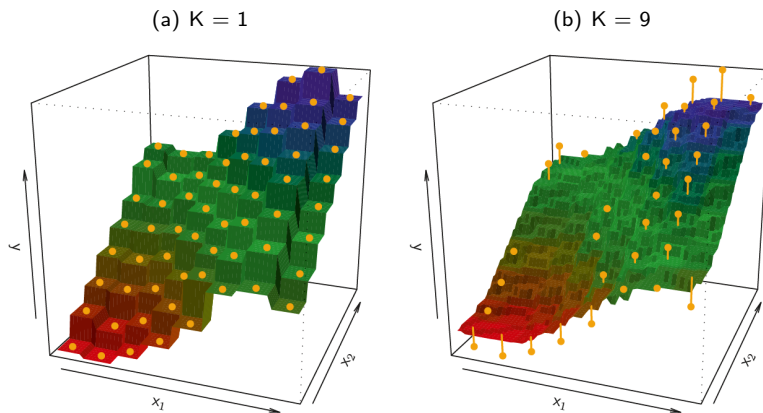 (a) K = 1
(b) K = 9
y
x₁
x₂
y
x₁
x₂